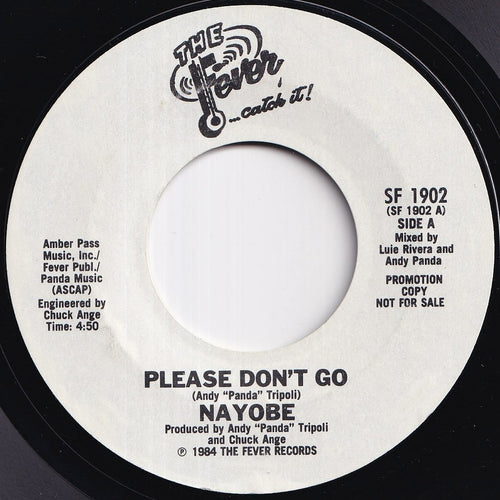 THE
Fever
...catch it!
SF 1902
(SF 1902 A)
SIDE A
Mixed by
Luie Rivera and
Andy Panda
PROMOTION
COPY
NOT FOR SALE
Amber Pass
Music, Inc./
Fever Publ./
Panda Music
(ASCAP)
Engineered by
Chuck Ange
Time: 4:50
PLEASE DON'T GO
(Andy "Panda" Tripoli)
NAYOBE
Produced by Andy "Panda" Tripoli
and Chuck Ange
℗ 1984 THE FEVER RECORDS